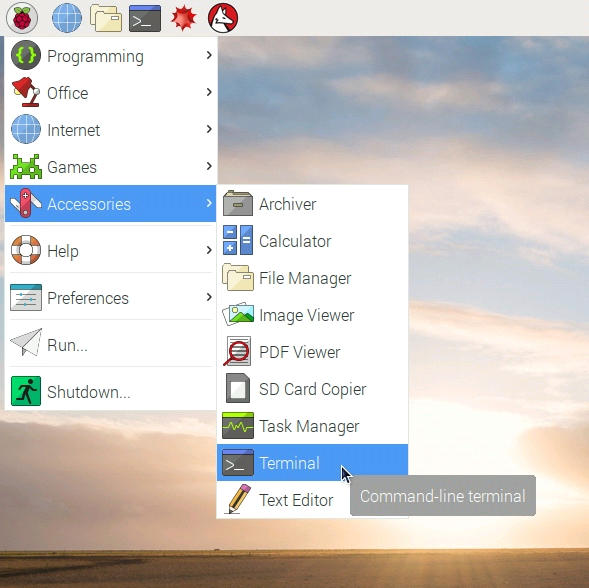 Programming
Office
Internet
Games
Accessories
Help
Preferences
Run...
Shutdown...
Archiver
Calculator
File Manager
Image Viewer
PDF Viewer
SD Card Copier
Task Manager
Terminal
Text Editor
Command-line terminal